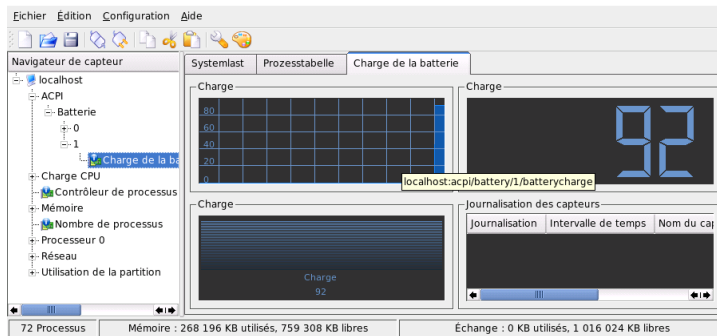 Fichier Édition Configuration Aide
Navigateur de capteur
localhost
ACPI
Batterie
0
1
Charge de la ba
Charge CPU
Contrôleur de processus
Mémoire
Nombre de processus
Processeur 0
Réseau
Utilisation de la partition
Systemlast Prozesstabelle Charge de la batterie
Charge
80
60
40
20
0
Charge
92
localhost:acpi/battery/1/batterycharge
Charge
Charge
92
Journalisation des capteurs
Journalisation Intervalle de temps Nom du cap
72 Processus Mémoire : 268 196 KB utilisés, 759 308 KB libres Échange : 0 KB utilisés, 1 016 024 KB libres